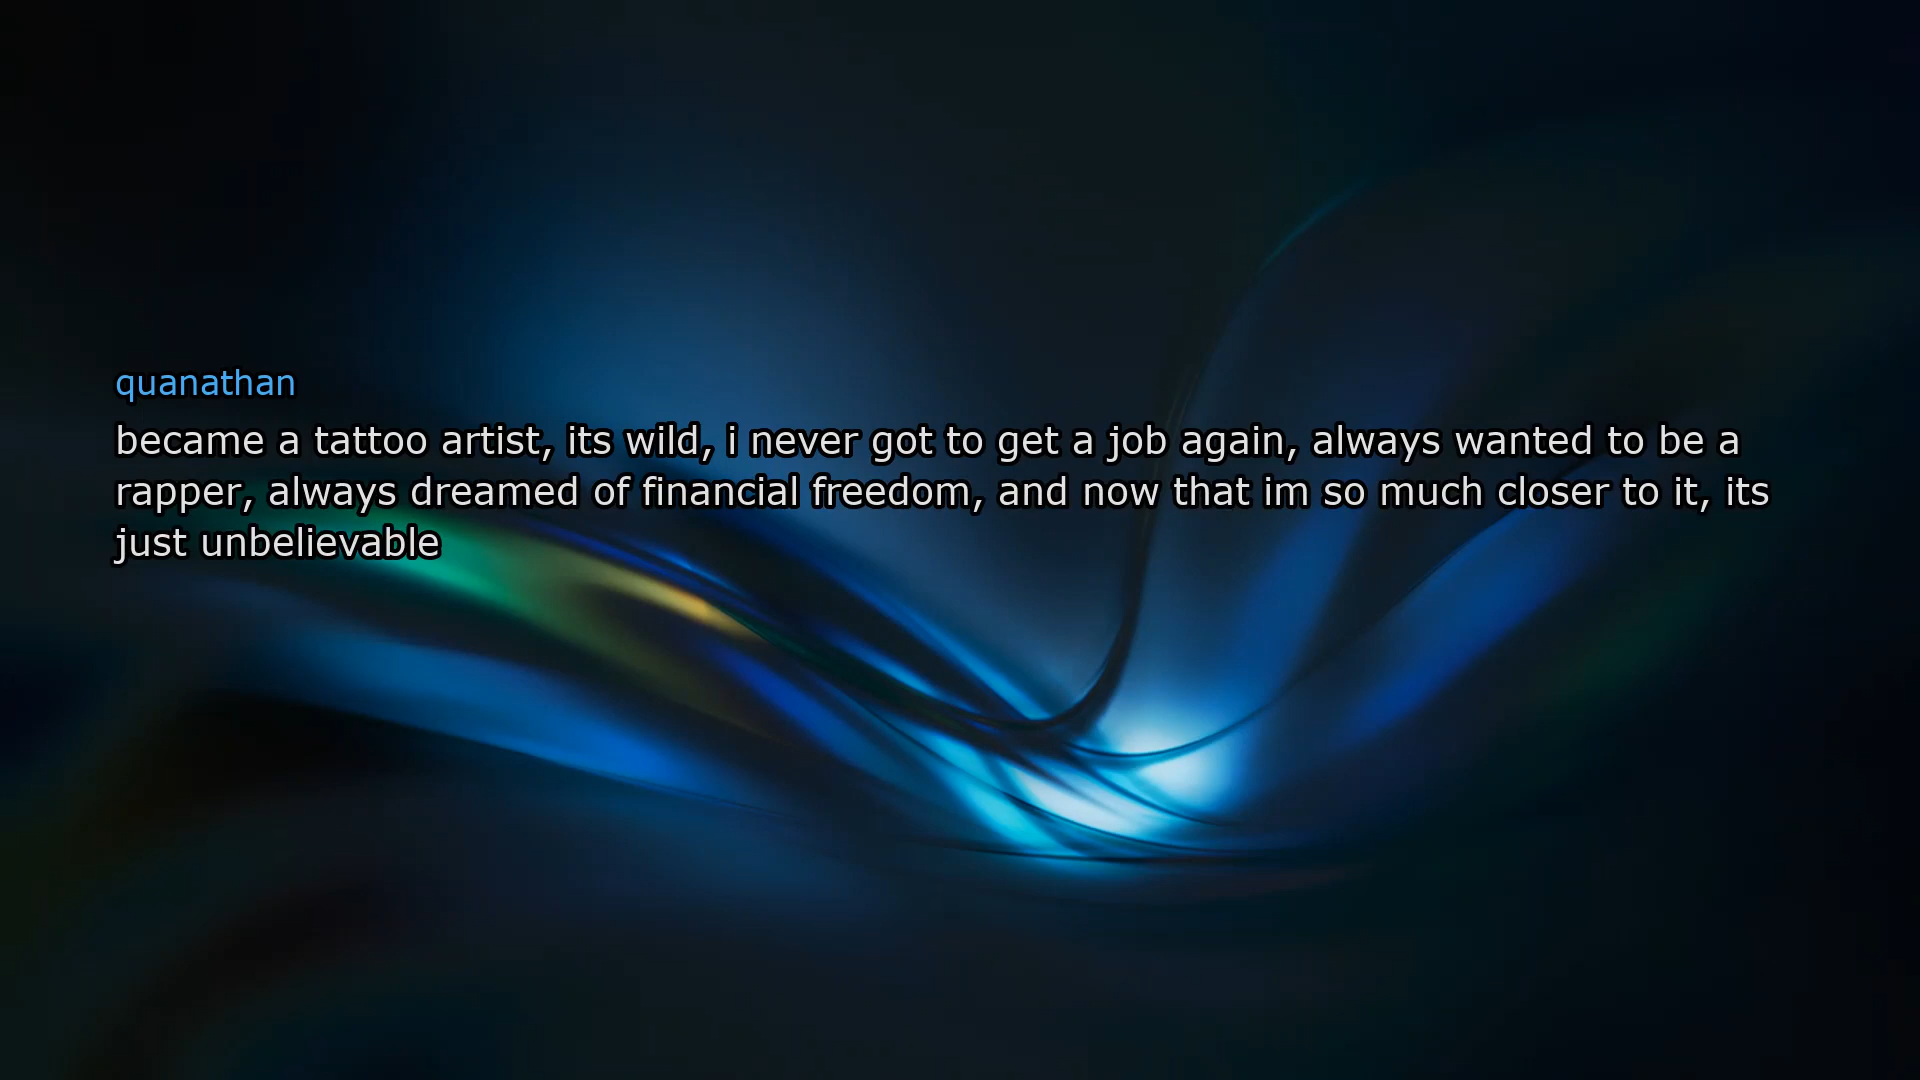 quanathan
became a tattoo artist, its wild, i never got to get a job again, always wanted to be a
rapper, always dreamed of financial freedom, and now that im so much closer to it, its
just unbelievable